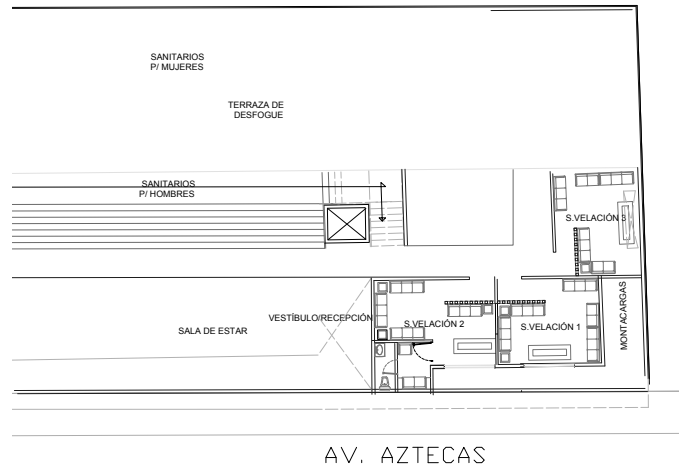 SANITARIOS
P/ MUJERES
TERRAZA DE
DESFOGUE
SANITARIOS
P/ HOMBRES
S.VELACIÓN 3
MONTACARGAS
VESTÍBULO/RECEPCIÓN
S.VELACIÓN 2
S.VELACIÓN 1
SALA DE ESTAR
AV. AZTECAS